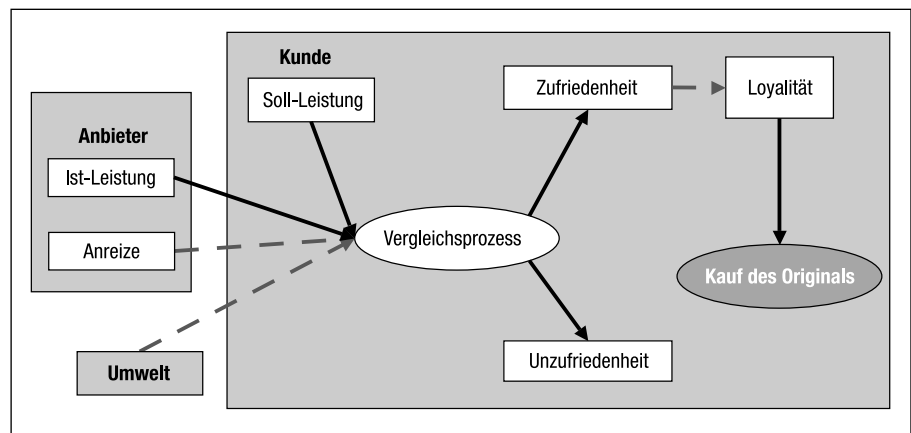 Kunde
Soll-Leistung
Zufriedenheit
Loyalität
Anbieter
Ist-Leistung
Anreize
Vergleichsprozess
Kauf des Originals
Umwelt
Unzufriedenheit